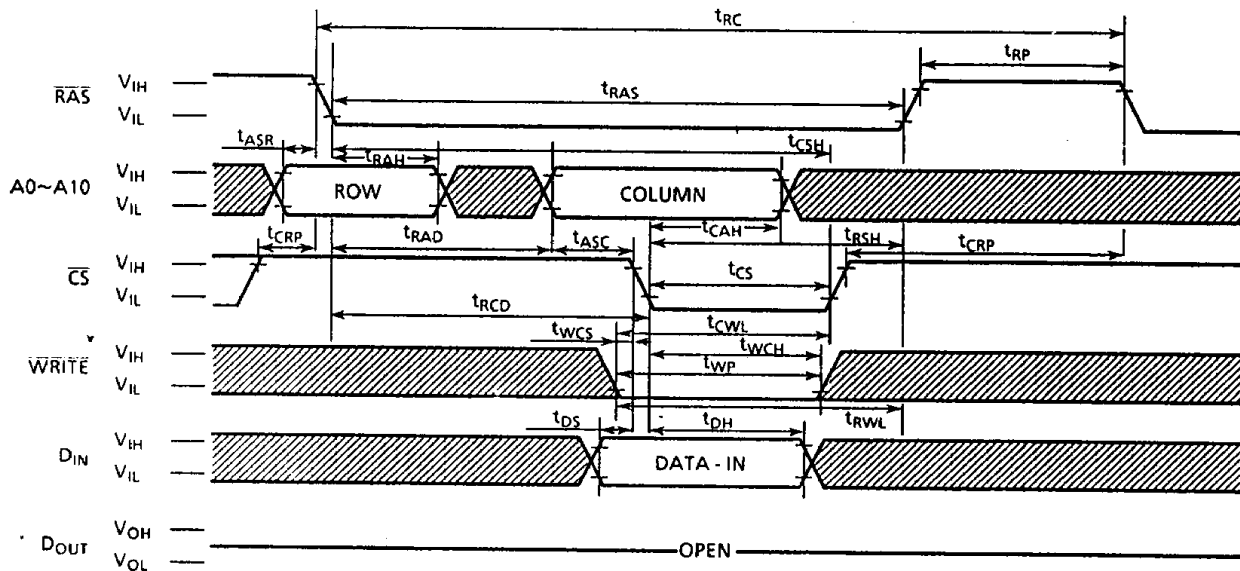 tRC
tRP
RAS VIH
VIL
tRAS
tASR
tCSH
tRAH
A0~A10 VIH
VIL
ROW COLUMN
tCAH
tCRP tRAD tASC tRSH tCRP
CS VIH
VIL
tCS
tRCD
tWCS tCWL
tWCH
WRITE VIH
VIL
tWP
tRWL
tDS tDH
DIN VIH
VIL
DATA - IN
DOUT VOH
VOL
OPEN